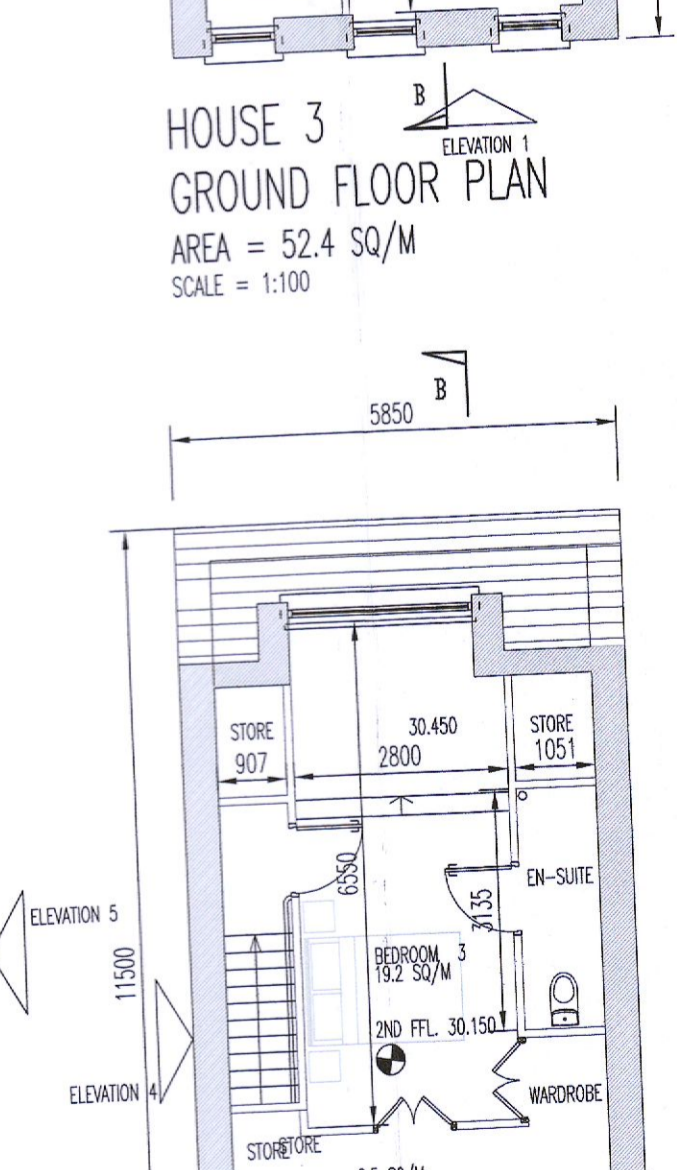 B
ELEVATION 1
HOUSE 3
GROUND FLOOR PLAN
AREA = 52.4 SQ/M
SCALE = 1:100
B
5850
STORE
907
30.450
2800
STORE
1051
6550
3135
EN-SUITE
ELEVATION 5
11500
BEDROOM 3
19.2 SQ/M
2ND FFL. 30.150
ELEVATION 4
WARDROBE
STORE
STORE